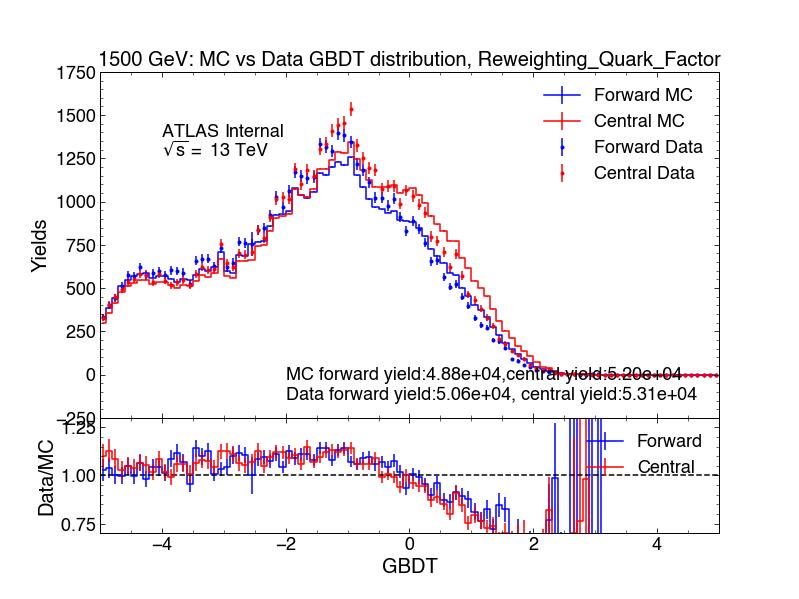 1500 GeV: MC vs Data GBDT distribution, Reweighting_Quark_Factor
1750
1500
1250
1000
750
500
250
0
−250
Yields
ATLAS Internal
√s = 13 TeV
Forward MC
Central MC
Forward Data
Central Data
MC forward yield:4.88e+04,central yield:5.20e+04
Data forward yield:5.06e+04, central yield:5.31e+04
1.25
1.00
0.75
Data/MC
Forward
Central
−4 −2 0 2 4
GBDT